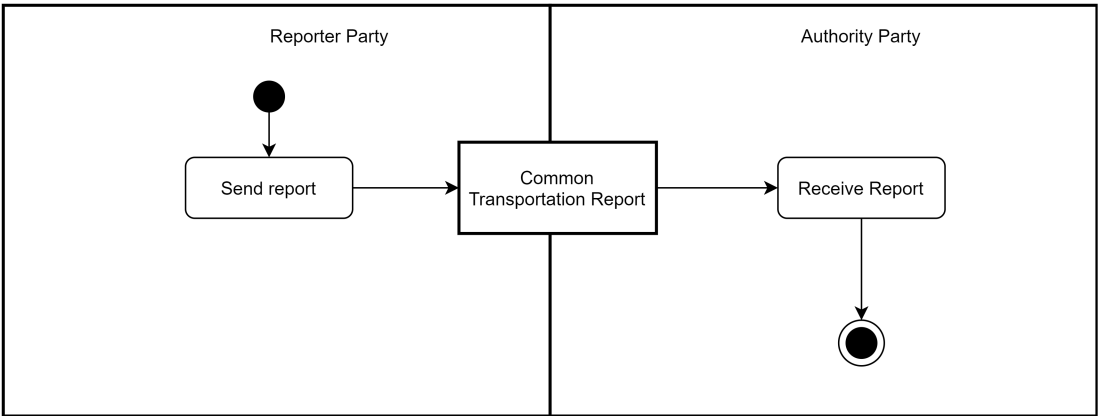 Reporter Party
Authority Party
Send report
Common
Transportation Report
Receive Report